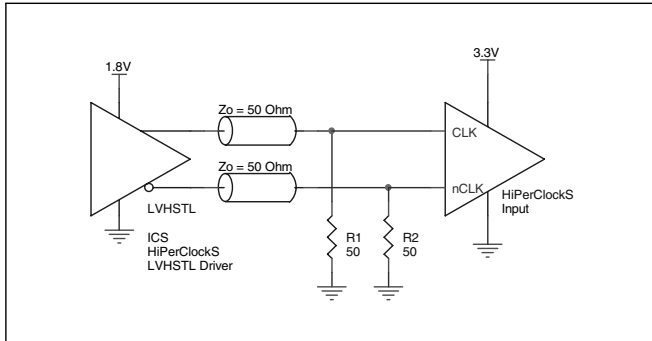 1.8V
3.3V
Zo = 50 Ohm
CLK
Zo = 50 Ohm
nCLK
HiPerClockS
Input
LVHSTL
ICS
HiPerClockS
LVHSTL Driver
R1
50
R2
50